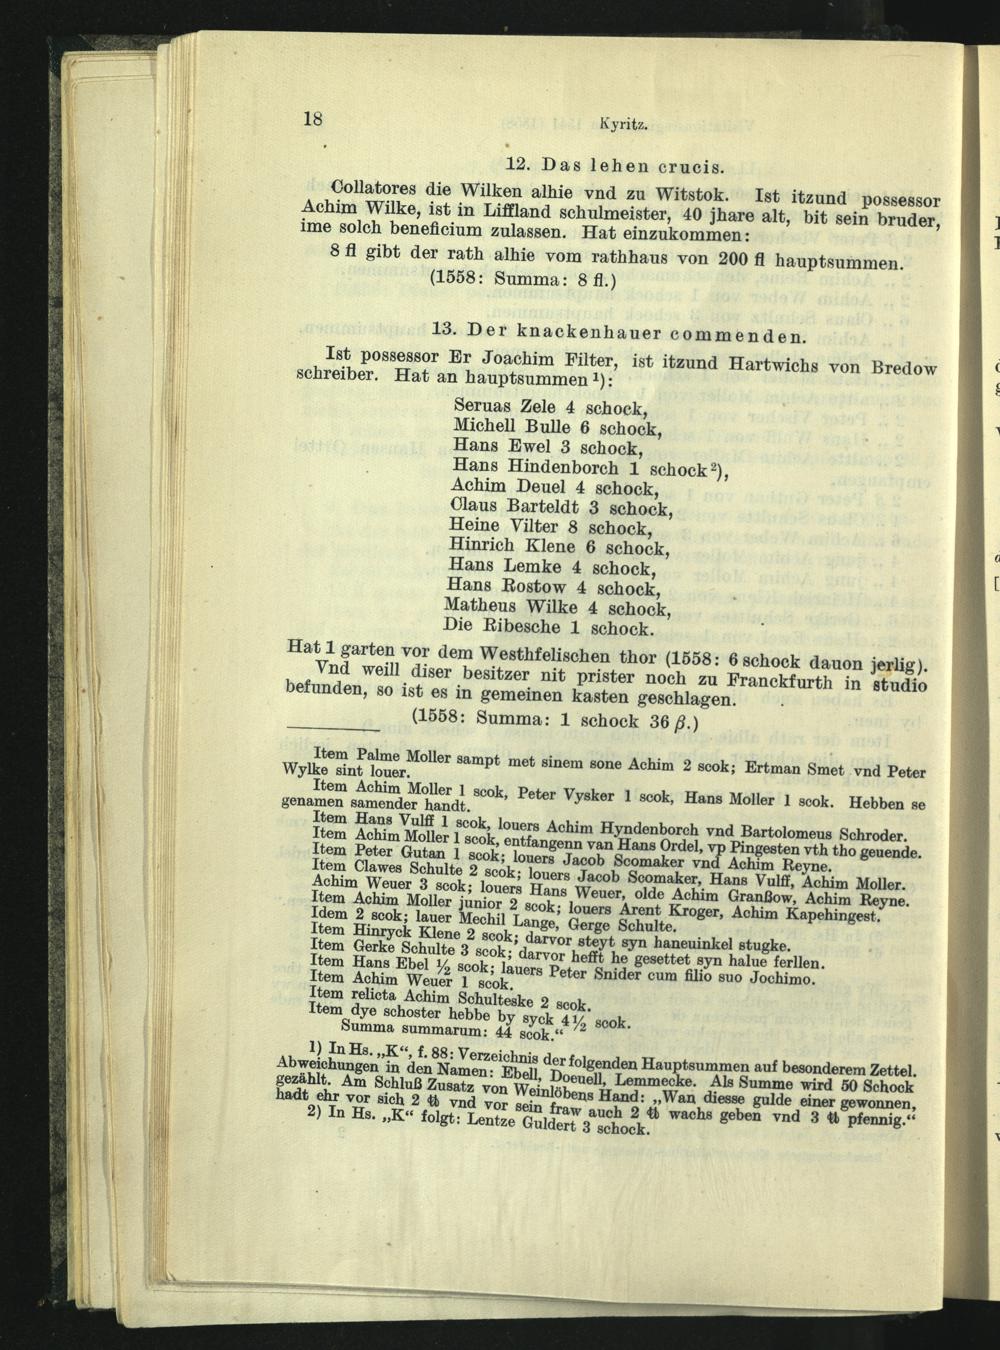 18
Kyritz.
12. Das lehen crucis.
Collatores die Wilken alhie vnd zu Witstok. Ist itzund possessor
Achim Wilke, ist in Liffland schulmeister, 40 jhare alt, bit sein bruder,
ime solch beneficium zulassen. Hat einzukommen:
8 fl gibt der rath alhie vom rathhaus von 200 fl hauptsummen.
(1558: Summa: 8 fl.)
13. Der knackenhauer commenden.
Ist possessor Er Joachim Filter, ist itzund Hartwichs von Bredow
schreiber. Hat an hauptsummen ¹):
Seruas Zele 4 schock,
Michell Bulle 6 schock,
Hans Ewel 3 schock,
Hans Hindenborch 1 schock ²),
Achim Deuel 4 schock,
Claus Barteldt 3 schock,
Heine Vilter 8 schock,
Hinrich Klene 6 schock,
Hans Lemke 4 schock,
Hans Rostow 4 schock,
Matheus Wilke 4 schock,
Die Ribesche 1 schock.
Hat 1 garten vor dem Westhfelischen thor (1558: 6 schock dauon jerlig).
Vnd weill diser besitzer nit prister noch zu Franckfurth in studio
befunden, so ist es in gemeinen kasten geschlagen.
(1558: Summa: 1 schock 36 β.)
Item Palme Moller sampt met sinem sone Achim 2 scok; Ertman Smet vnd Peter
Wylke sint louer.
Item Achim Moller 1 scok, Peter Vysker 1 scok, Hans Moller 1 scok. Hebben se
genamen samender handt.
Item Hans Vulff 1 scok, louers Achim Hyndenborch vnd Bartolomeus Schroder.
Item Achim Moller 1 scok, entfangenn van Hans Ordel, vp Pingesten vth tho geuende.
Item Peter Gutan 1 scok; louers Jacob Scomaker vnd Achim Reyne.
Item Clawes Schulte 2 scok; louers Jacob Scomaker, Hans Vulff, Achim Moller.
Achim Weuer 3 scok; louers Hans Weuer, olde Achim Granßow, Achim Reyne.
Item Achim Moller junior 2 scok; louers Arent Kroger, Achim Kapehingest.
Idem 2 scok; lauer Mechil Lange, Gerge Schulte.
Item Hinryck Klene 2 scok; darvor steyt syn haneuinkel stugke.
Item Gerke Schulte 3 scok; darvor hefft he gesettet syn halue ferllen.
Item Hans Ebel ½ scok; lauers Peter Snider cum filio suo Jochimo.
Item Achim Weuer 1 scok.
Item relicta Achim Schulteske 2 scok.
Item dye schoster hebbe by syck 4½ scok.
Summa summarum: 44 scok.“
1) In Hs. „K“, f. 88: Verzeichnis der folgenden Hauptsummen auf besonderem Zettel.
Abweichungen in den Namen: Ebell, Doeuell, Lemmecke. Als Summe wird 50 Schock
gezählt. Am Schluß Zusatz von Weinlöbens Hand: „Wan diesse gulde einer gewonnen,
hadt ehr vor sich 2 ℔ vnd vor sein fraw auch 2 ℔ wachs geben vnd 3 ℔ pfennig.“
2) In Hs. „K“ folgt: Lentze Guldert 3 schock.